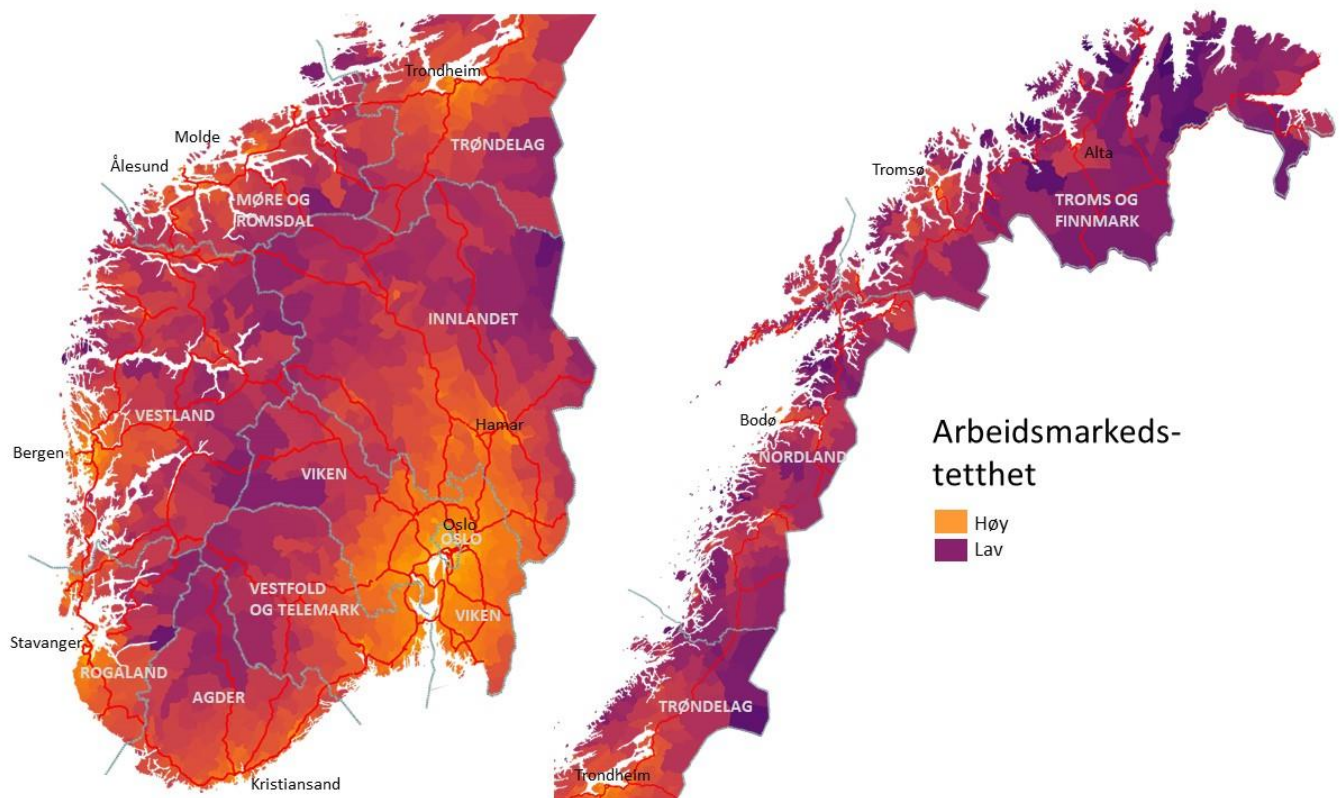 Trondheim
Molde
TRØNDELAG
Ålesund
MØRE OG
ROMSDAL
INNLANDET
VESTLAND
Hamar
Bergen
VIKEN
Oslo
OSLO
VESTFOLD
OG TELEMARK
VIKEN
Stavanger
ROGALAND
AGDER
Kristiansand
Alta
Tromsø
TROMS OG
FINNMARK
Bodø
NORDLAND
TRØNDELAG
Trondheim
Arbeidsmarkeds-
tetthet
Høy
Lav